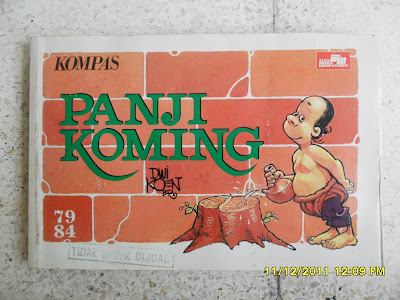 KOMPAS
PANJI
KOMING
DWI
KOEN
79
84
TIDAK UNTUK DIJUAL
11/12/2011 12:09 PM